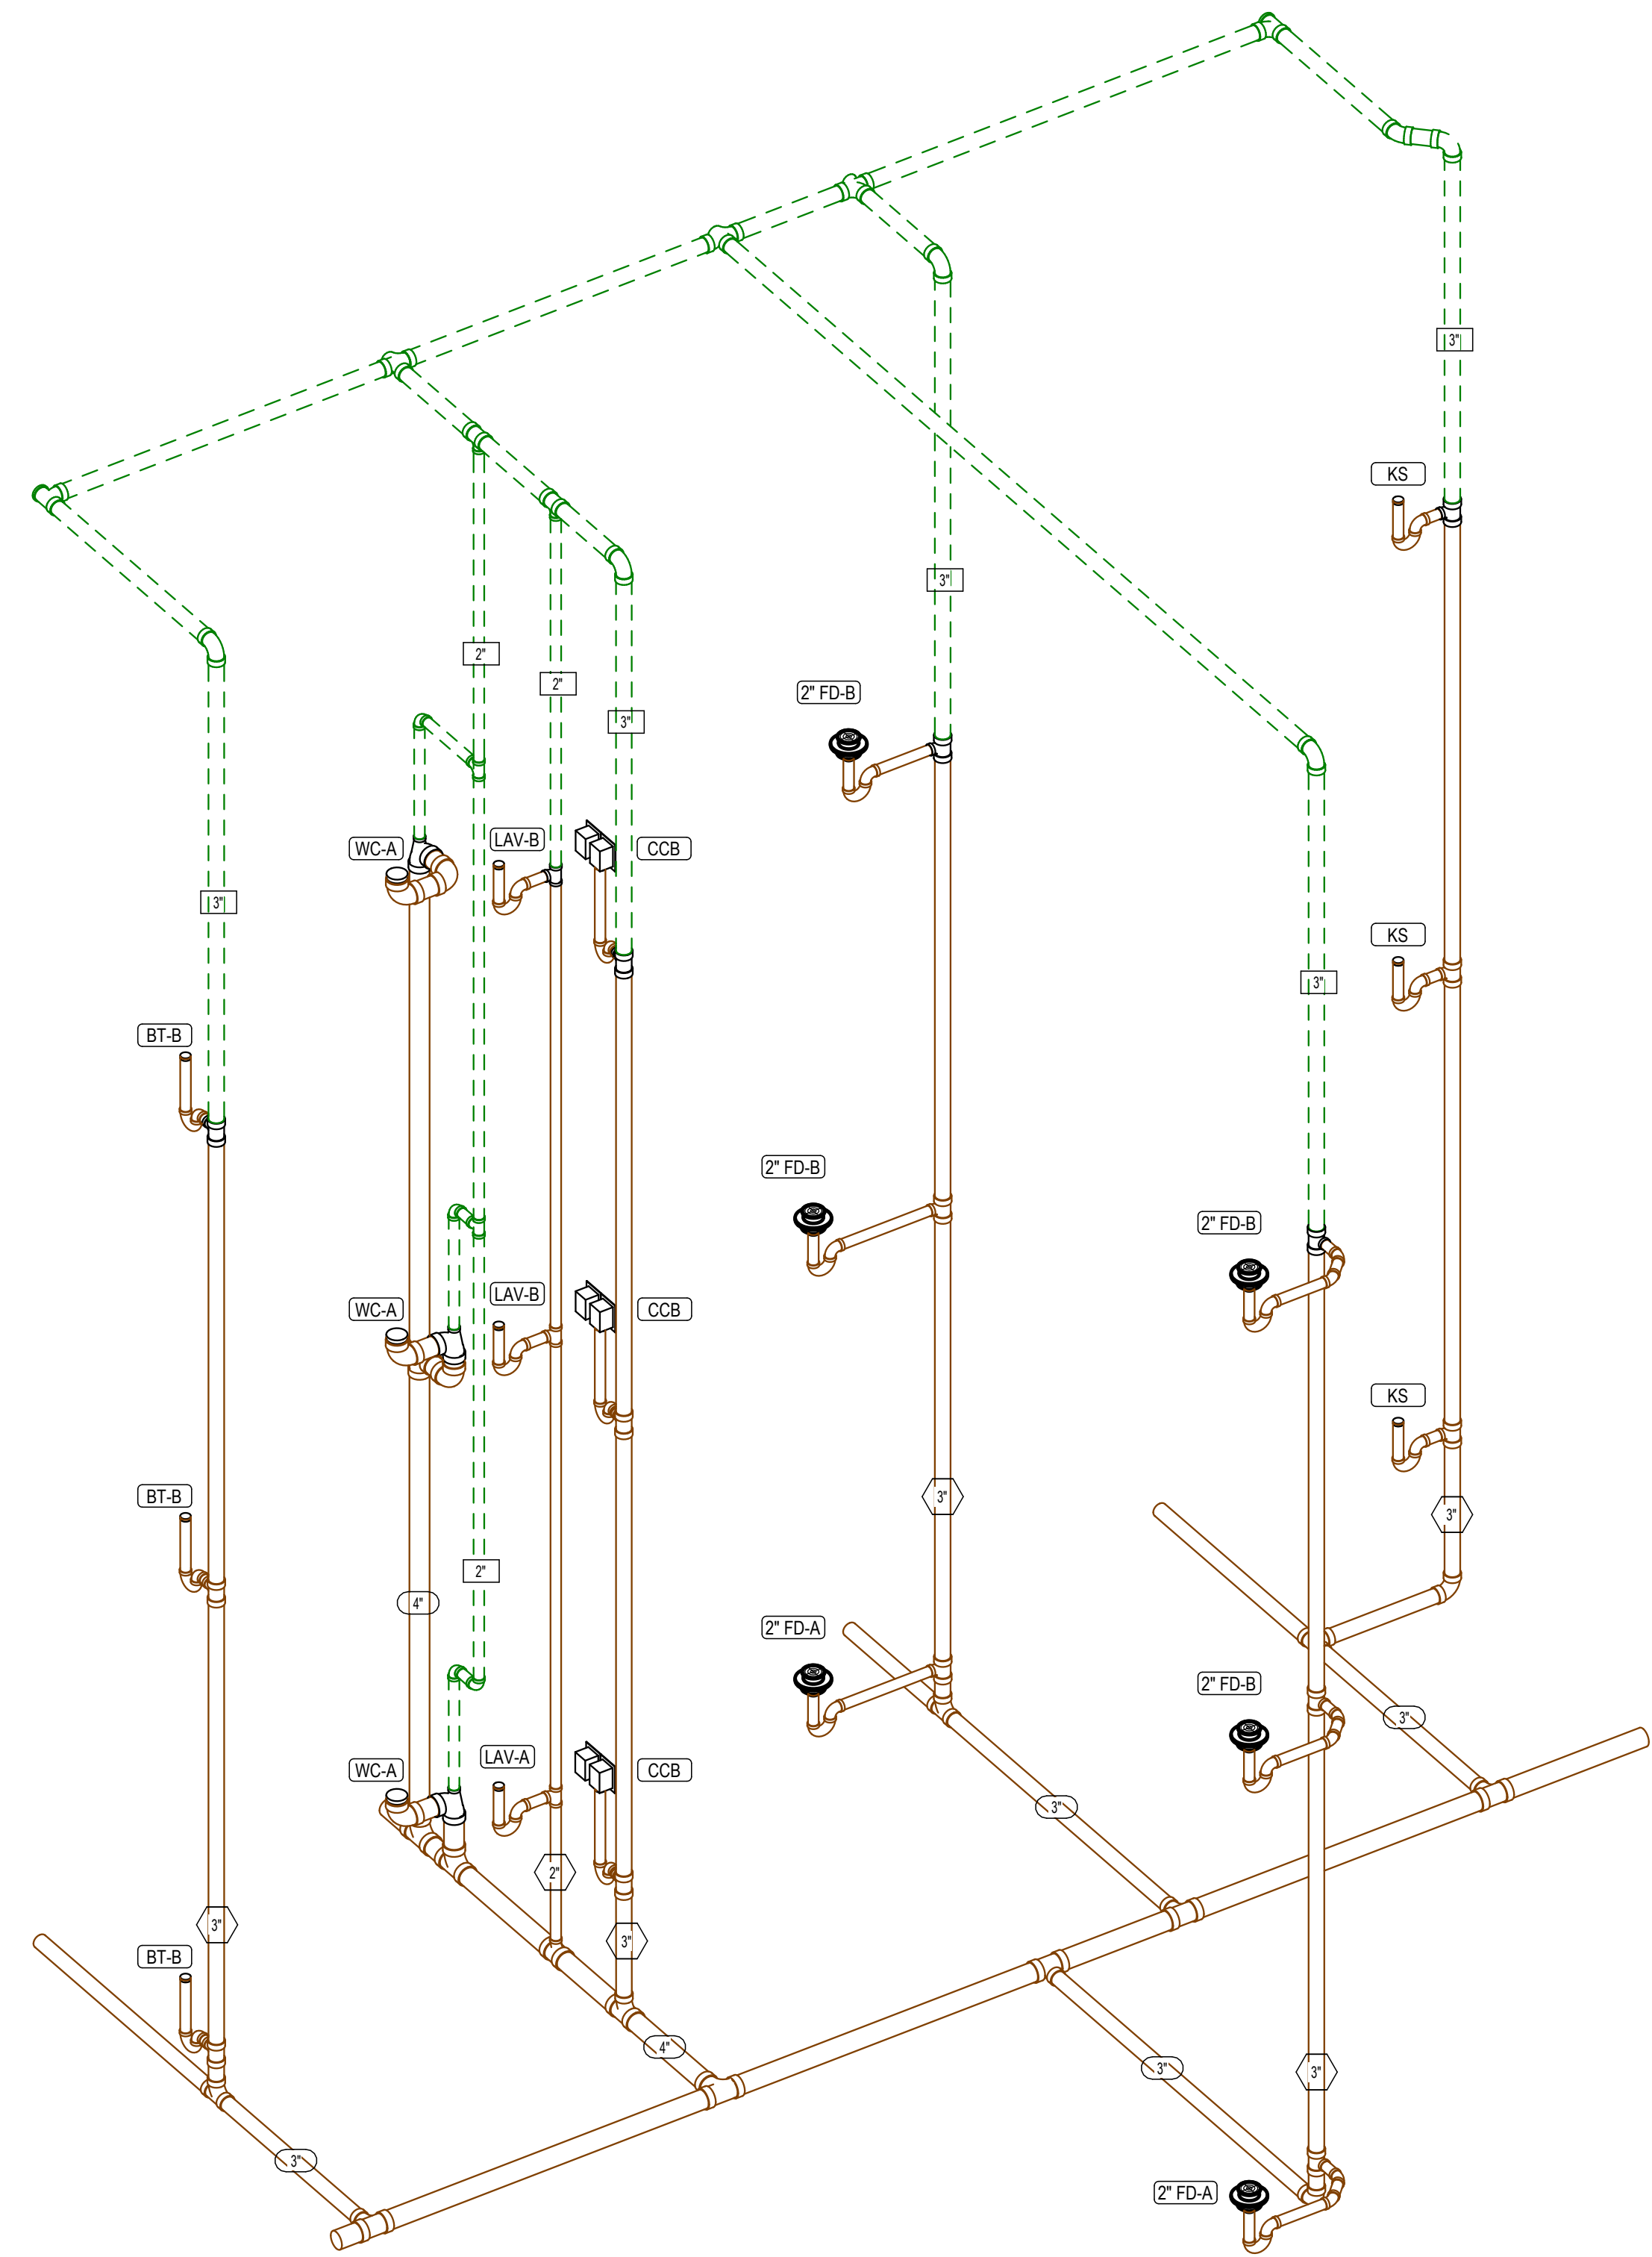 3"
KS
3"
2"
2"
2" FD-B
3"
LAV-B
WC-A
CCB
3"
KS
3"
BT-B
2" FD-B
2" FD-B
LAV-B
WC-A
CCB
KS
BT-B
3"
3"
2"
4"
2" FD-A
2" FD-B
3"
LAV-A
WC-A
CCB
3"
2"
3"
3"
BT-B
4"
3"
3"
3"
2" FD-A